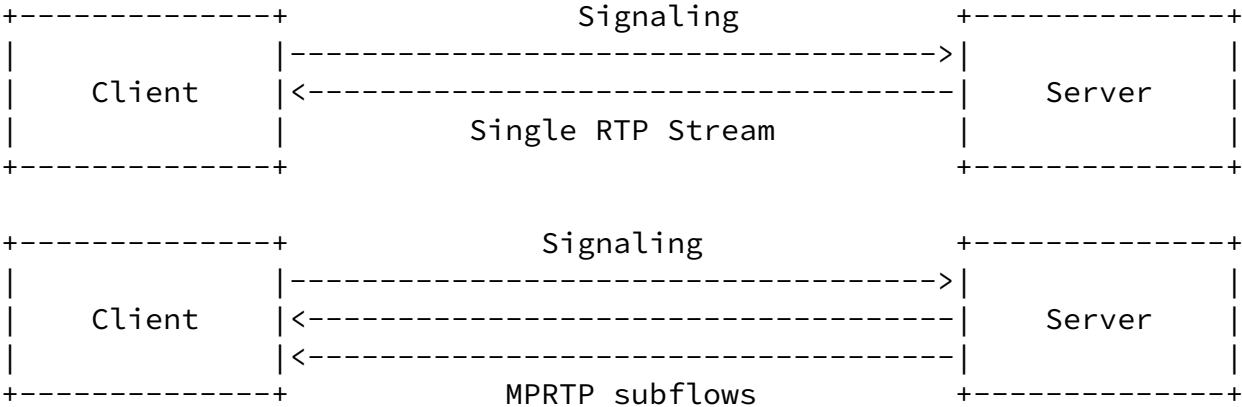 Signaling
Client
Server
Single RTP Stream
Signaling
Client
Server
MPRTP subflows